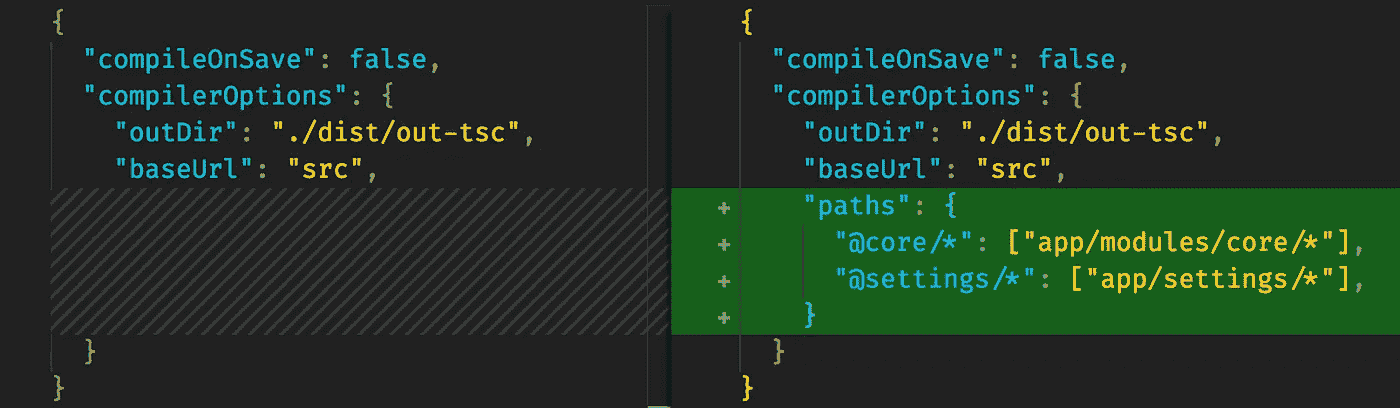 {
"compileOnSave": false,
"compilerOptions": {
"outDir": "./dist/out-tsc",
"baseUrl": "src",
}
}
{
"compileOnSave": false,
"compilerOptions": {
"outDir": "./dist/out-tsc",
"baseUrl": "src",
+ "paths": {
+ "@core/*": ["app/modules/core/*"],
+ "@settings/*": ["app/settings/*"],
+ }
}
}